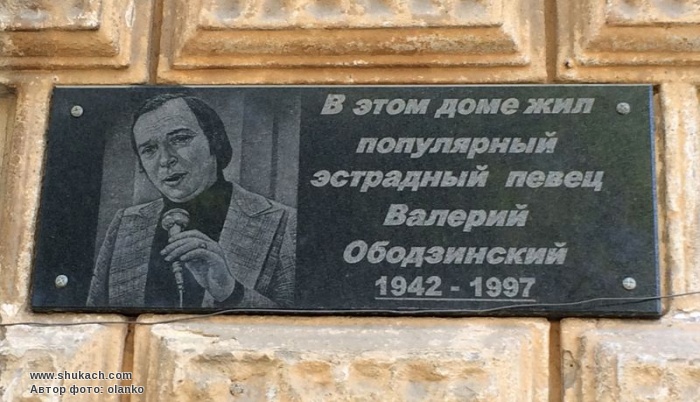 В этом доме жил
популярный
эстрадный певец
Валерий
Ободзинский
1942 - 1997
www.shukach.com
Автор фото: olanko